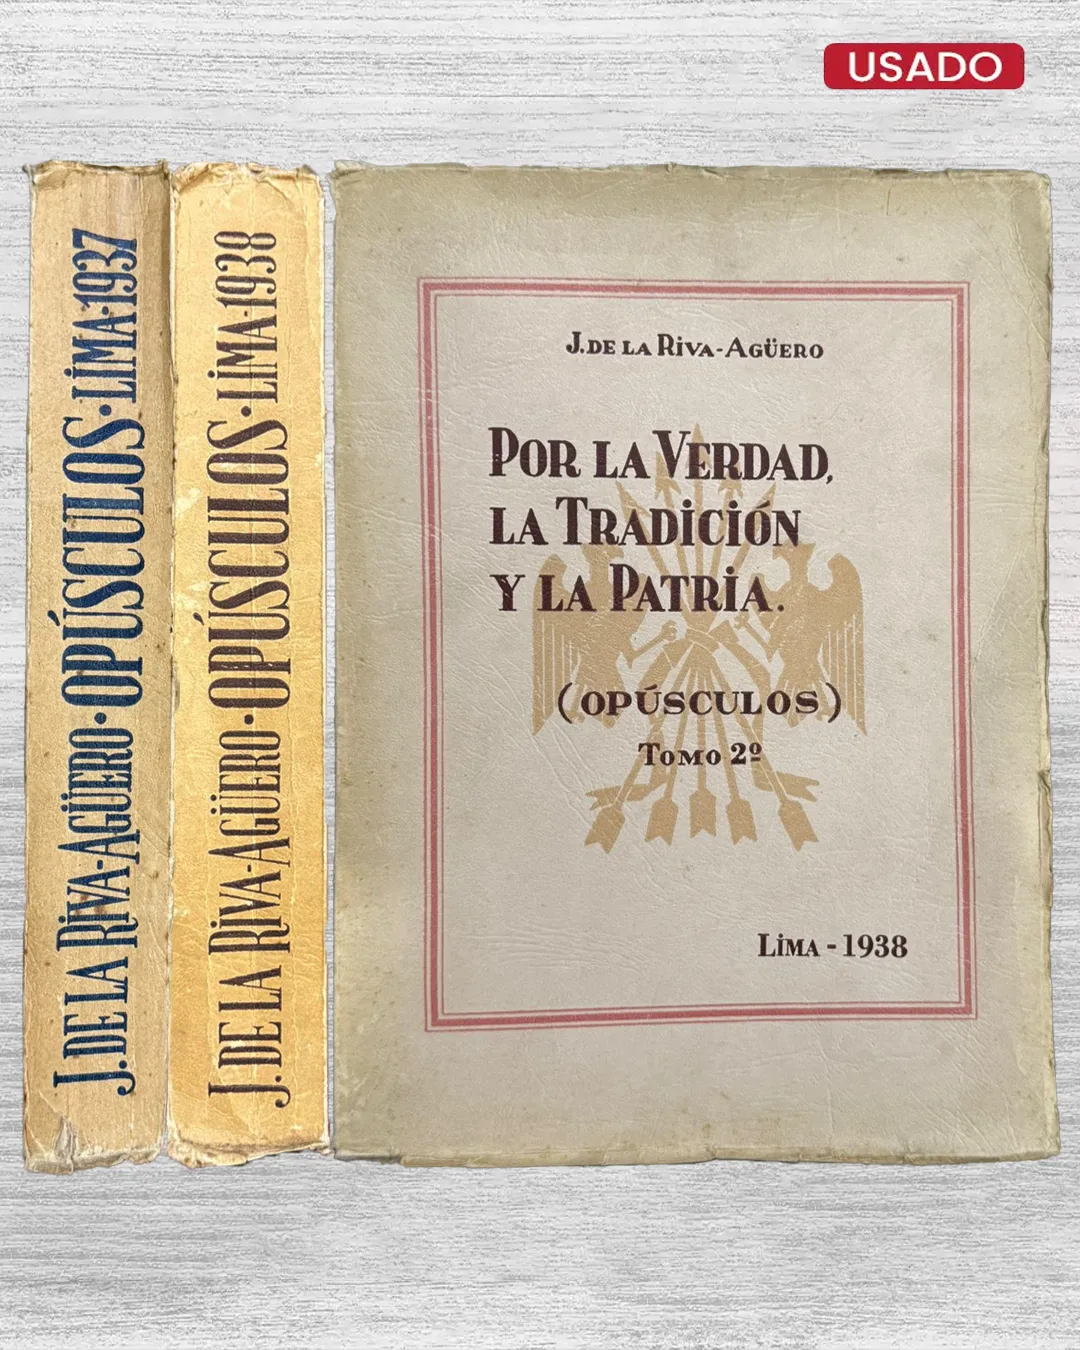 USADO
J. DE LA RIVA-AGÜERO · OPÚSCULOS · LIMA · 1937
J. DE LA RIVA-AGÜERO · OPÚSCULOS · LIMA · 1938
J. DE LA RIVA-AGÜERO
POR LA VERDAD,
LA TRADICIÓN
Y LA PATRIA.
(OPÚSCULOS)
TOMO 2º
LIMA - 1938